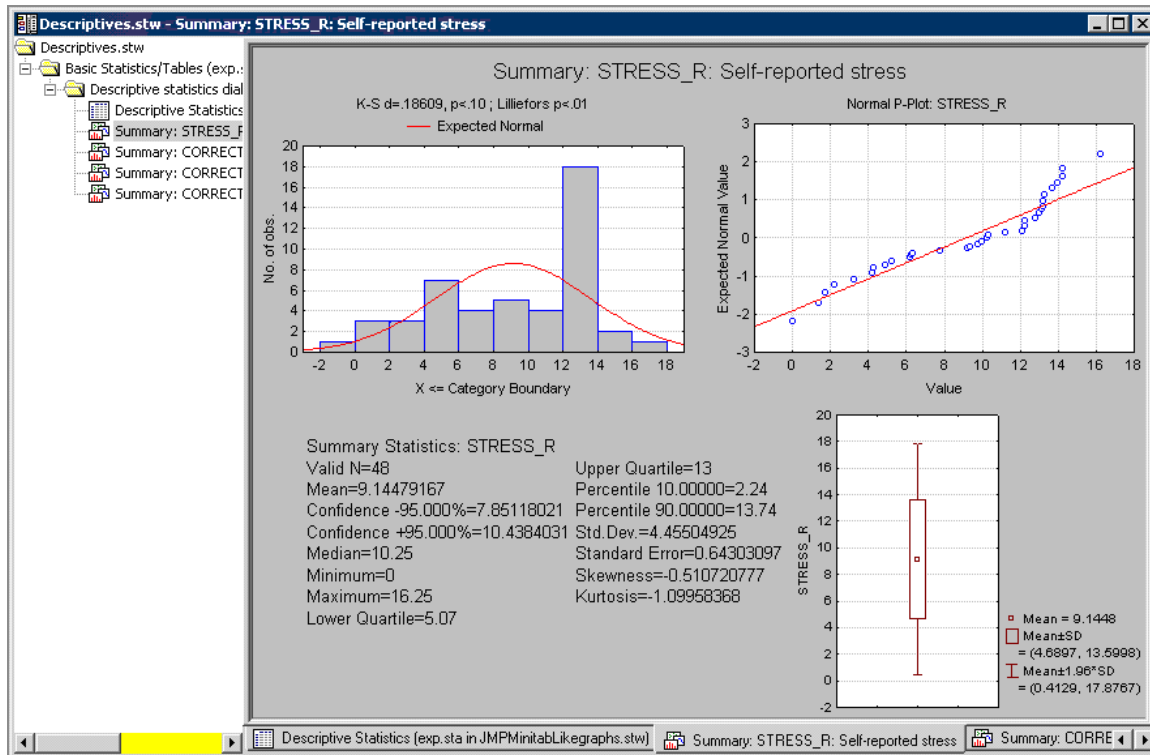 Descriptives.stw - Summary: STRESS_R: Self-reported stress
Descriptives.stw
Basic Statistics/Tables (exp.
Descriptive statistics dial
Descriptive Statistics
Summary: STRESS_R
Summary: CORRECT
Summary: CORRECT
Summary: CORRECT
Summary: STRESS_R: Self-reported stress
K-S d=.18609, p<.10 ; Lilliefors p<.01
Expected Normal
No. of obs.
20
18
16
14
12
10
8
6
4
2
0
-2 0 2 4 6 8 10 12 14 16 18
X <= Category Boundary
Normal P-Plot: STRESS_R
Expected Normal Value
3
2
1
0
-1
-2
-3
-2 0 2 4 6 8 10 12 14 16 18
Value
Summary Statistics: STRESS_R
Valid N=48
Mean=9.14479167
Confidence -95.000%=7.85118021
Confidence +95.000%=10.4384031
Median=10.25
Minimum=0
Maximum=16.25
Lower Quartile=5.07
Upper Quartile=13
Percentile 10.00000=2.24
Percentile 90.00000=13.74
Std.Dev.=4.45504925
Standard Error=0.64303097
Skewness=-0.510720777
Kurtosis=-1.09958368
STRESS_R
20
18
16
14
12
10
8
6
4
2
0
-2
Mean = 9.1448
Mean±SD
= (4.6897, 13.5998)
Mean±1.96*SD
= (0.4129, 17.8767)
Descriptive Statistics (exp.sta in JMPMinitabLikegraphs.stw)
Summary: STRESS_R: Self-reported stress
Summary: CORRE